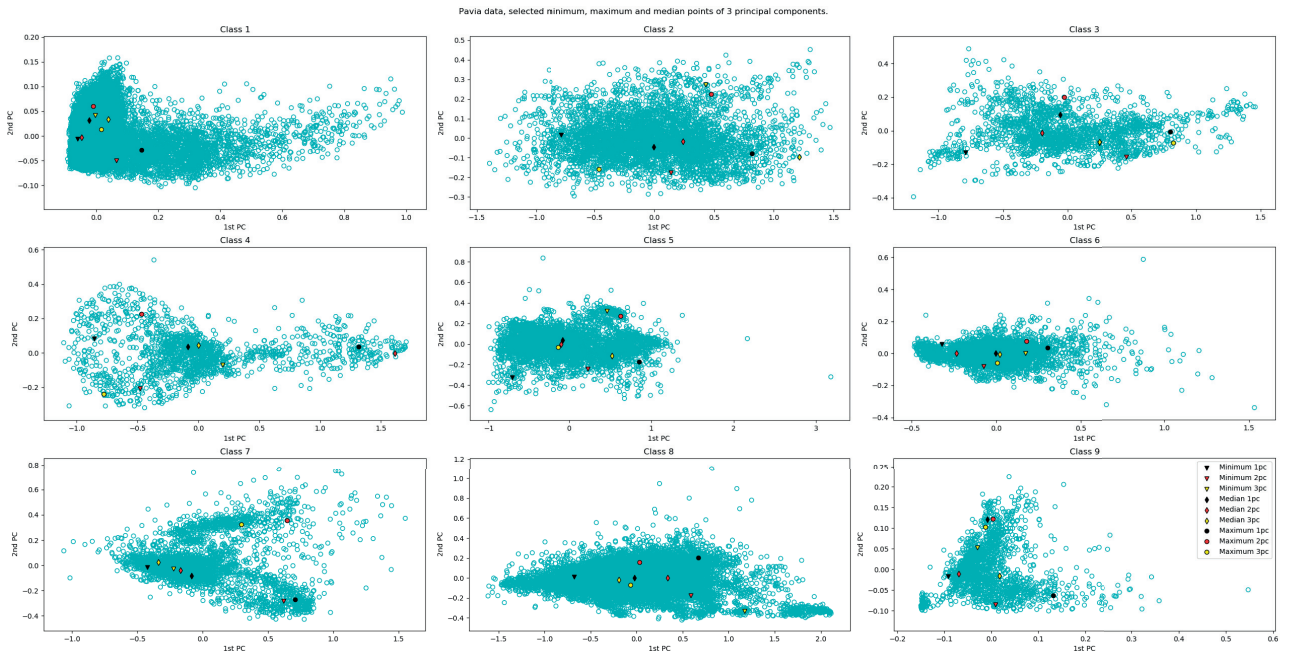 Pavia data, selected minimum, maximum and median points of 3 principal components.
Class 1
2nd PC
0.20
0.15
0.10
0.05
0.00
−0.05
−0.10
0.0 0.2 0.4 0.6 0.8 1.0
1st PC
Class 2
2nd PC
0.5
0.4
0.3
0.2
0.1
0.0
−0.1
−0.2
−0.3
−1.5 −1.0 −0.5 0.0 0.5 1.0 1.5
1st PC
Class 3
2nd PC
0.4
0.2
0.0
−0.2
−0.4
−1.0 −0.5 0.0 0.5 1.0 1.5
1st PC
Class 4
2nd PC
0.6
0.4
0.2
0.0
−0.2
−1.0 −0.5 0.0 0.5 1.0 1.5
1st PC
Class 5
2nd PC
0.8
0.6
0.4
0.2
0.0
−0.2
−0.4
−0.6
−1 0 1 2 3
1st PC
Class 6
2nd PC
0.6
0.4
0.2
0.0
−0.2
−0.4
−0.5 0.0 0.5 1.0 1.5
1st PC
Class 7
2nd PC
0.8
0.6
0.4
0.2
0.0
−0.2
−0.4
−1.0 −0.5 0.0 0.5 1.0 1.5
1st PC
Class 8
2nd PC
1.2
1.0
0.8
0.6
0.4
0.2
0.0
−0.2
−0.4
−1.5 −1.0 −0.5 0.0 0.5 1.0 1.5 2.0
1st PC
Class 9
2nd PC
0.25
0.20
0.15
0.10
0.05
0.00
−0.05
−0.10
−0.2 −0.1 0.0 0.1 0.2 0.3 0.4 0.5 0.6
1st PC
Minimum 1pc
Minimum 2pc
Minimum 3pc
Median 1pc
Median 2pc
Median 3pc
Maximum 1pc
Maximum 2pc
Maximum 3pc